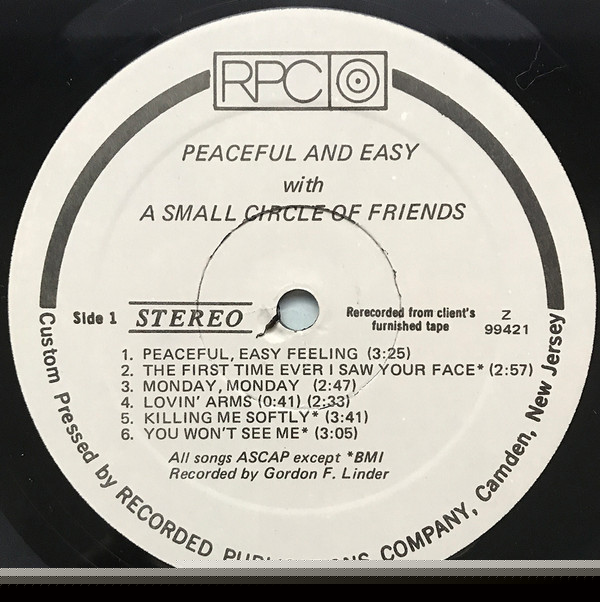 RPC
PEACEFUL AND EASY
with
A SMALL CIRCLE OF FRIENDS
Side 1 STEREO
Rerecorded from client's
furnished tape
Z
99421
1. PEACEFUL, EASY FEELING (3:25)
2. THE FIRST TIME EVER I SAW YOUR FACE* (2:57)
3. MONDAY, MONDAY (2:47)
4. LOVIN' ARMS (0:41) (2:33)
5. KILLING ME SOFTLY* (3:41)
6. YOU WON'T SEE ME* (3:05)
All songs ASCAP except *BMI
Recorded by Gordon F. Linder
Custom Pressed by RECORDED COMPANY, Camden, New Jersey